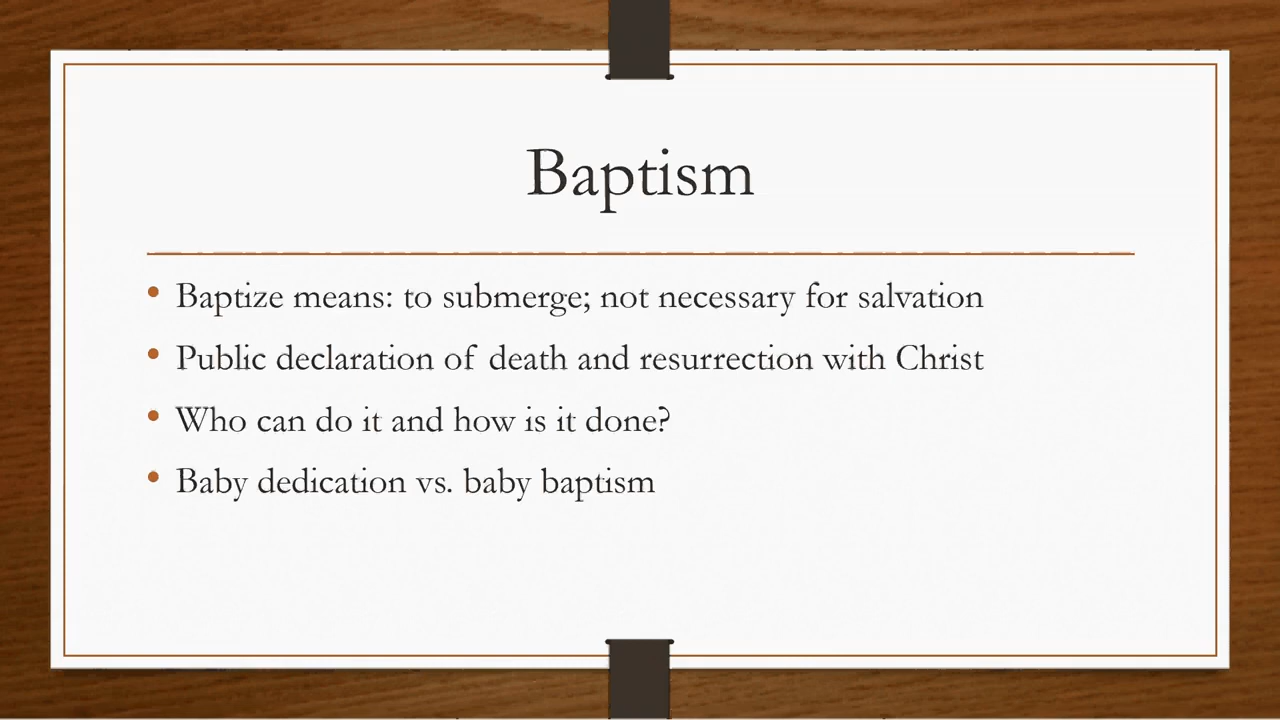 Baptism
• Baptize means: to submerge; not necessary for salvation
• Public declaration of death and resurrection with Christ
• Who can do it and how is it done?
• Baby dedication vs. baby baptism